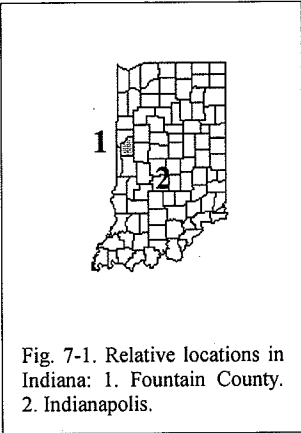 1
2
Fig. 7-1. Relative locations in
Indiana: 1. Fountain County.
2. Indianapolis.